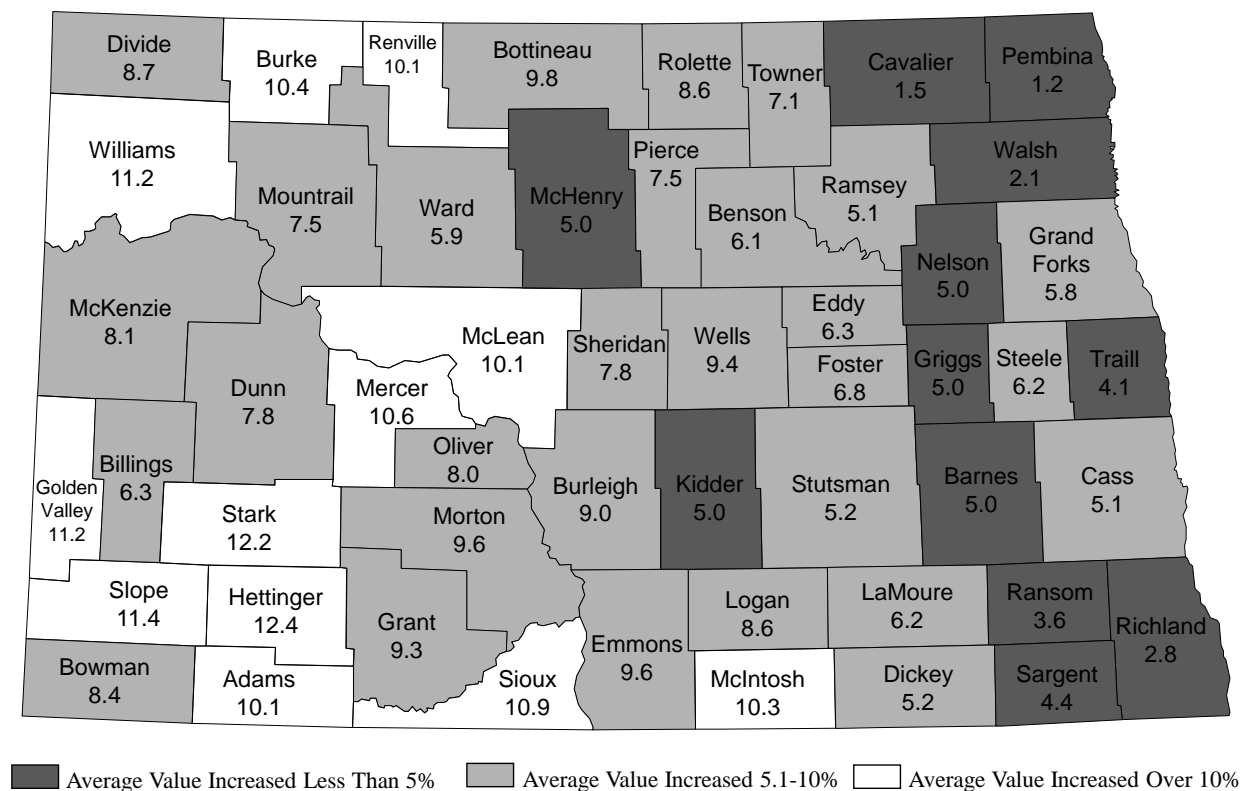 Divide
8.7
Burke
10.4
Renville
10.1
Bottineau
9.8
Rolette
8.6
Towner
7.1
Cavalier
1.5
Pembina
1.2
Williams
11.2
Mountrail
7.5
Ward
5.9
McHenry
5.0
Pierce
7.5
Benson
6.1
Ramsey
5.1
Walsh
2.1
Nelson
5.0
Grand
Forks
5.8
McKenzie
8.1
Dunn
7.8
McLean
10.1
Mercer
10.6
Oliver
8.0
Sheridan
7.8
Wells
9.4
Eddy
6.3
Foster
6.8
Griggs
5.0
Steele
6.2
Traill
4.1
Golden
Valley
11.2
Billings
6.3
Stark
12.2
Morton
9.6
Burleigh
9.0
Kidder
5.0
Stutsman
5.2
Barnes
5.0
Cass
5.1
Slope
11.4
Hettinger
12.4
Grant
9.3
Emmons
9.6
Logan
8.6
LaMoure
6.2
Ransom
3.6
Richland
2.8
Bowman
8.4
Adams
10.1
Sioux
10.9
McIntosh
10.3
Dickey
5.2
Sargent
4.4
Average Value Increased Less Than 5%
Average Value Increased 5.1-10%
Average Value Increased Over 10%